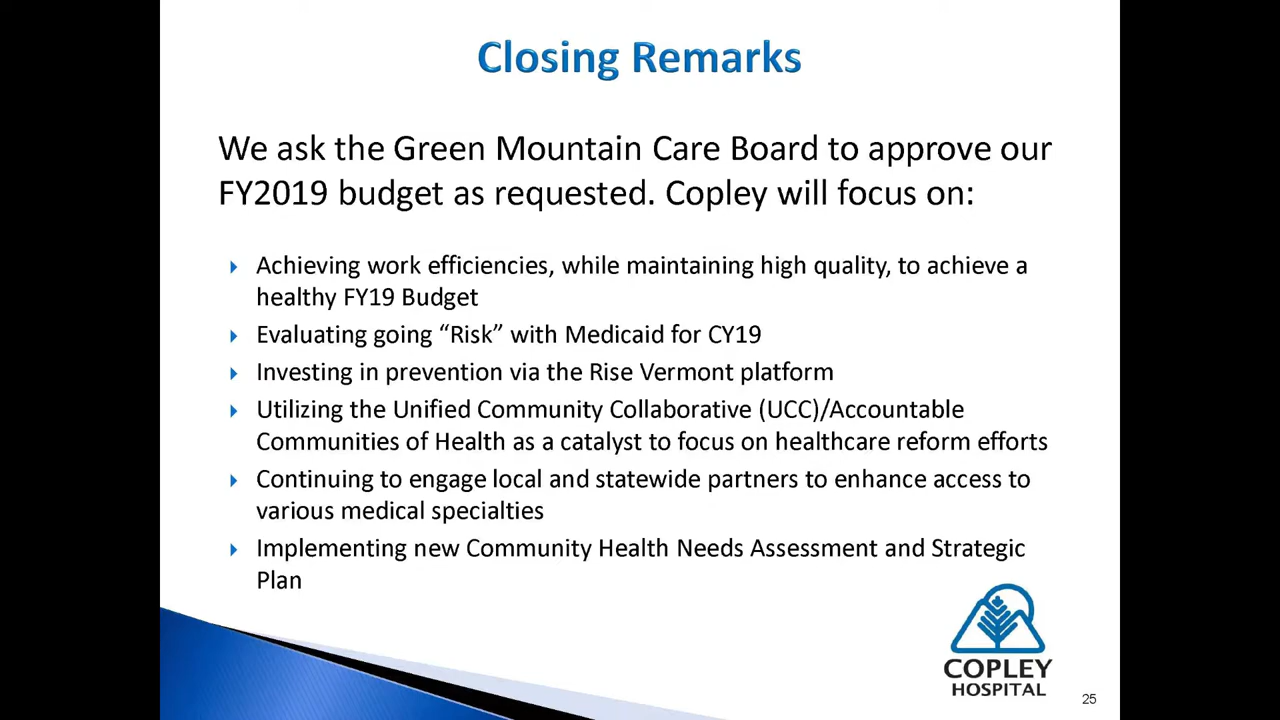 Closing Remarks
We ask the Green Mountain Care Board to approve our
FY2019 budget as requested. Copley will focus on:
Achieving work efficiencies, while maintaining high quality, to achieve a
healthy FY19 Budget
Evaluating going “Risk” with Medicaid for CY19
Investing in prevention via the Rise Vermont platform
Utilizing the Unified Community Collaborative (UCC)/Accountable
Communities of Health as a catalyst to focus on healthcare reform efforts
Continuing to engage local and statewide partners to enhance access to
various medical specialties
Implementing new Community Health Needs Assessment and Strategic
Plan
COPLEY
HOSPITAL
25